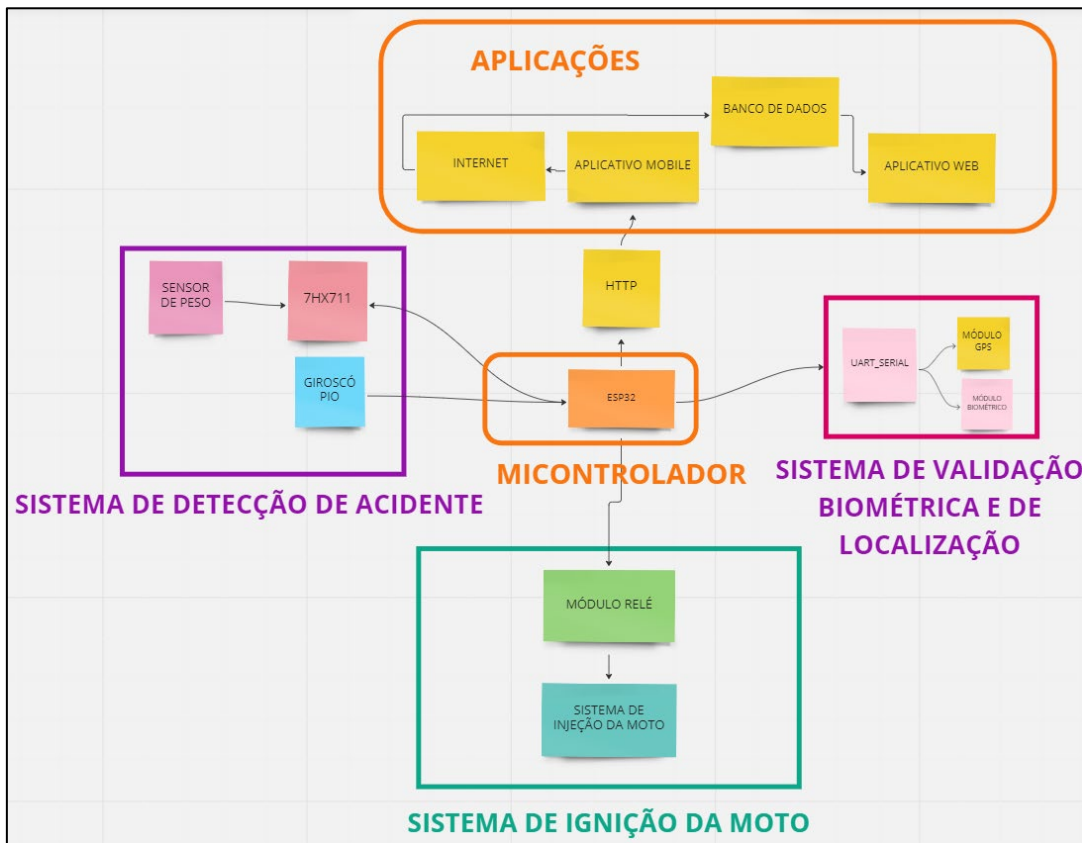 APLICAÇÕES
BANCO DE DADOS
INTERNET
APLICATIVO MOBILE
APLICATIVO WEB
SENSOR
DE PESO
7HX711
HTTP
GIROSCÓ
PIO
ESP32
UART_SERIAL
MÓDULO
GPS
MÓDULO
BIOMÉTRICO
MICONTROLADOR
SISTEMA DE DETECÇÃO DE ACIDENTE
SISTEMA DE VALIDAÇÃO
BIOMÉTRICA E DE
LOCALIZAÇÃO
MÓDULO RELÉ
SISTEMA DE
INJEÇÃO DA MOTO
SISTEMA DE IGNIÇÃO DA MOTO